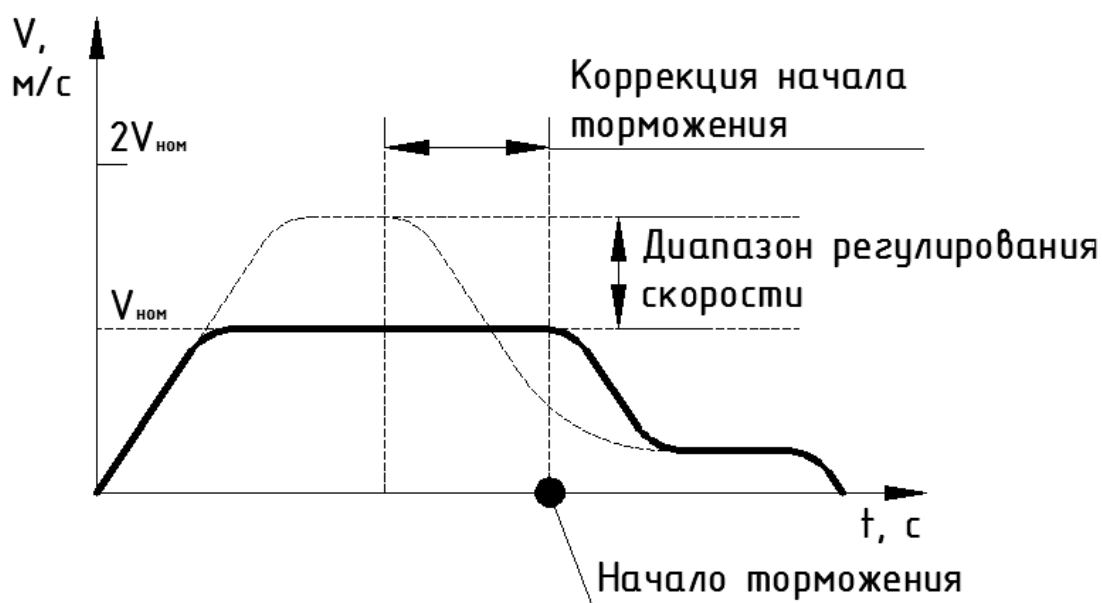 V,
м/с
Коррекция начала
торможения
2Vном
Диапазон регулирования
скорости
Vном
t, с
Начало торможения